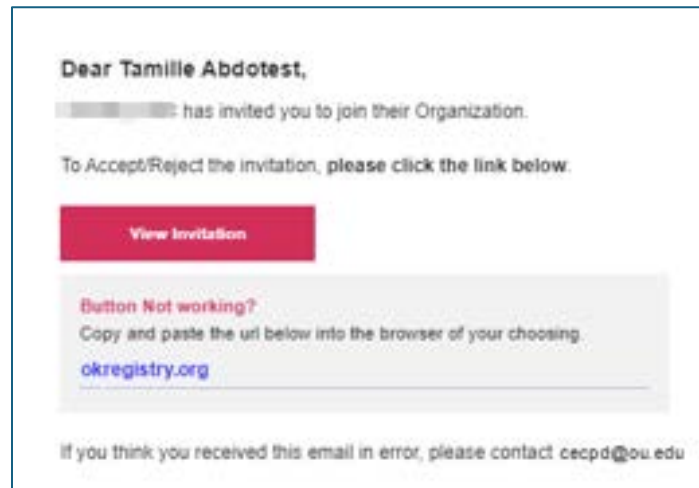 Dear Tamille Abdotest,
has invited you to join their Organization.
To Accept/Reject the invitation, please click the link below.
View Invitation
Button Not working?
Copy and paste the url below into the browser of your choosing.
okregistry.org
If you think you received this email in error, please contact cecpd@ou.edu